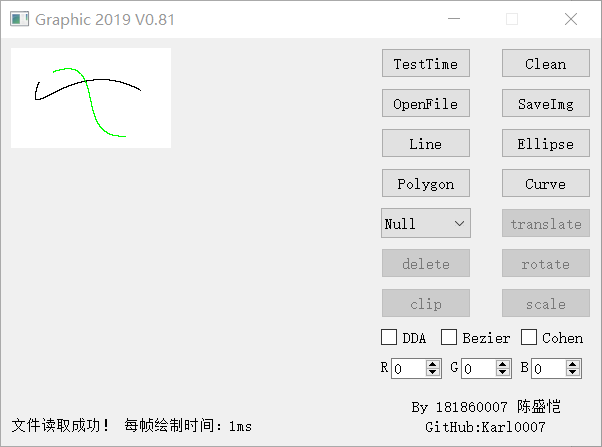 Graphic 2019 V0.81
TestTime Clean
OpenFile SaveImg
Line Ellipse
Polygon Curve
Null translate
delete rotate
clip scale
DDA Bezier Cohen
R 0 G 0 B 0
By 181860007 陈盛恺
文件读取成功! 每帧绘制时间: 1ms
GitHub:Karl0007